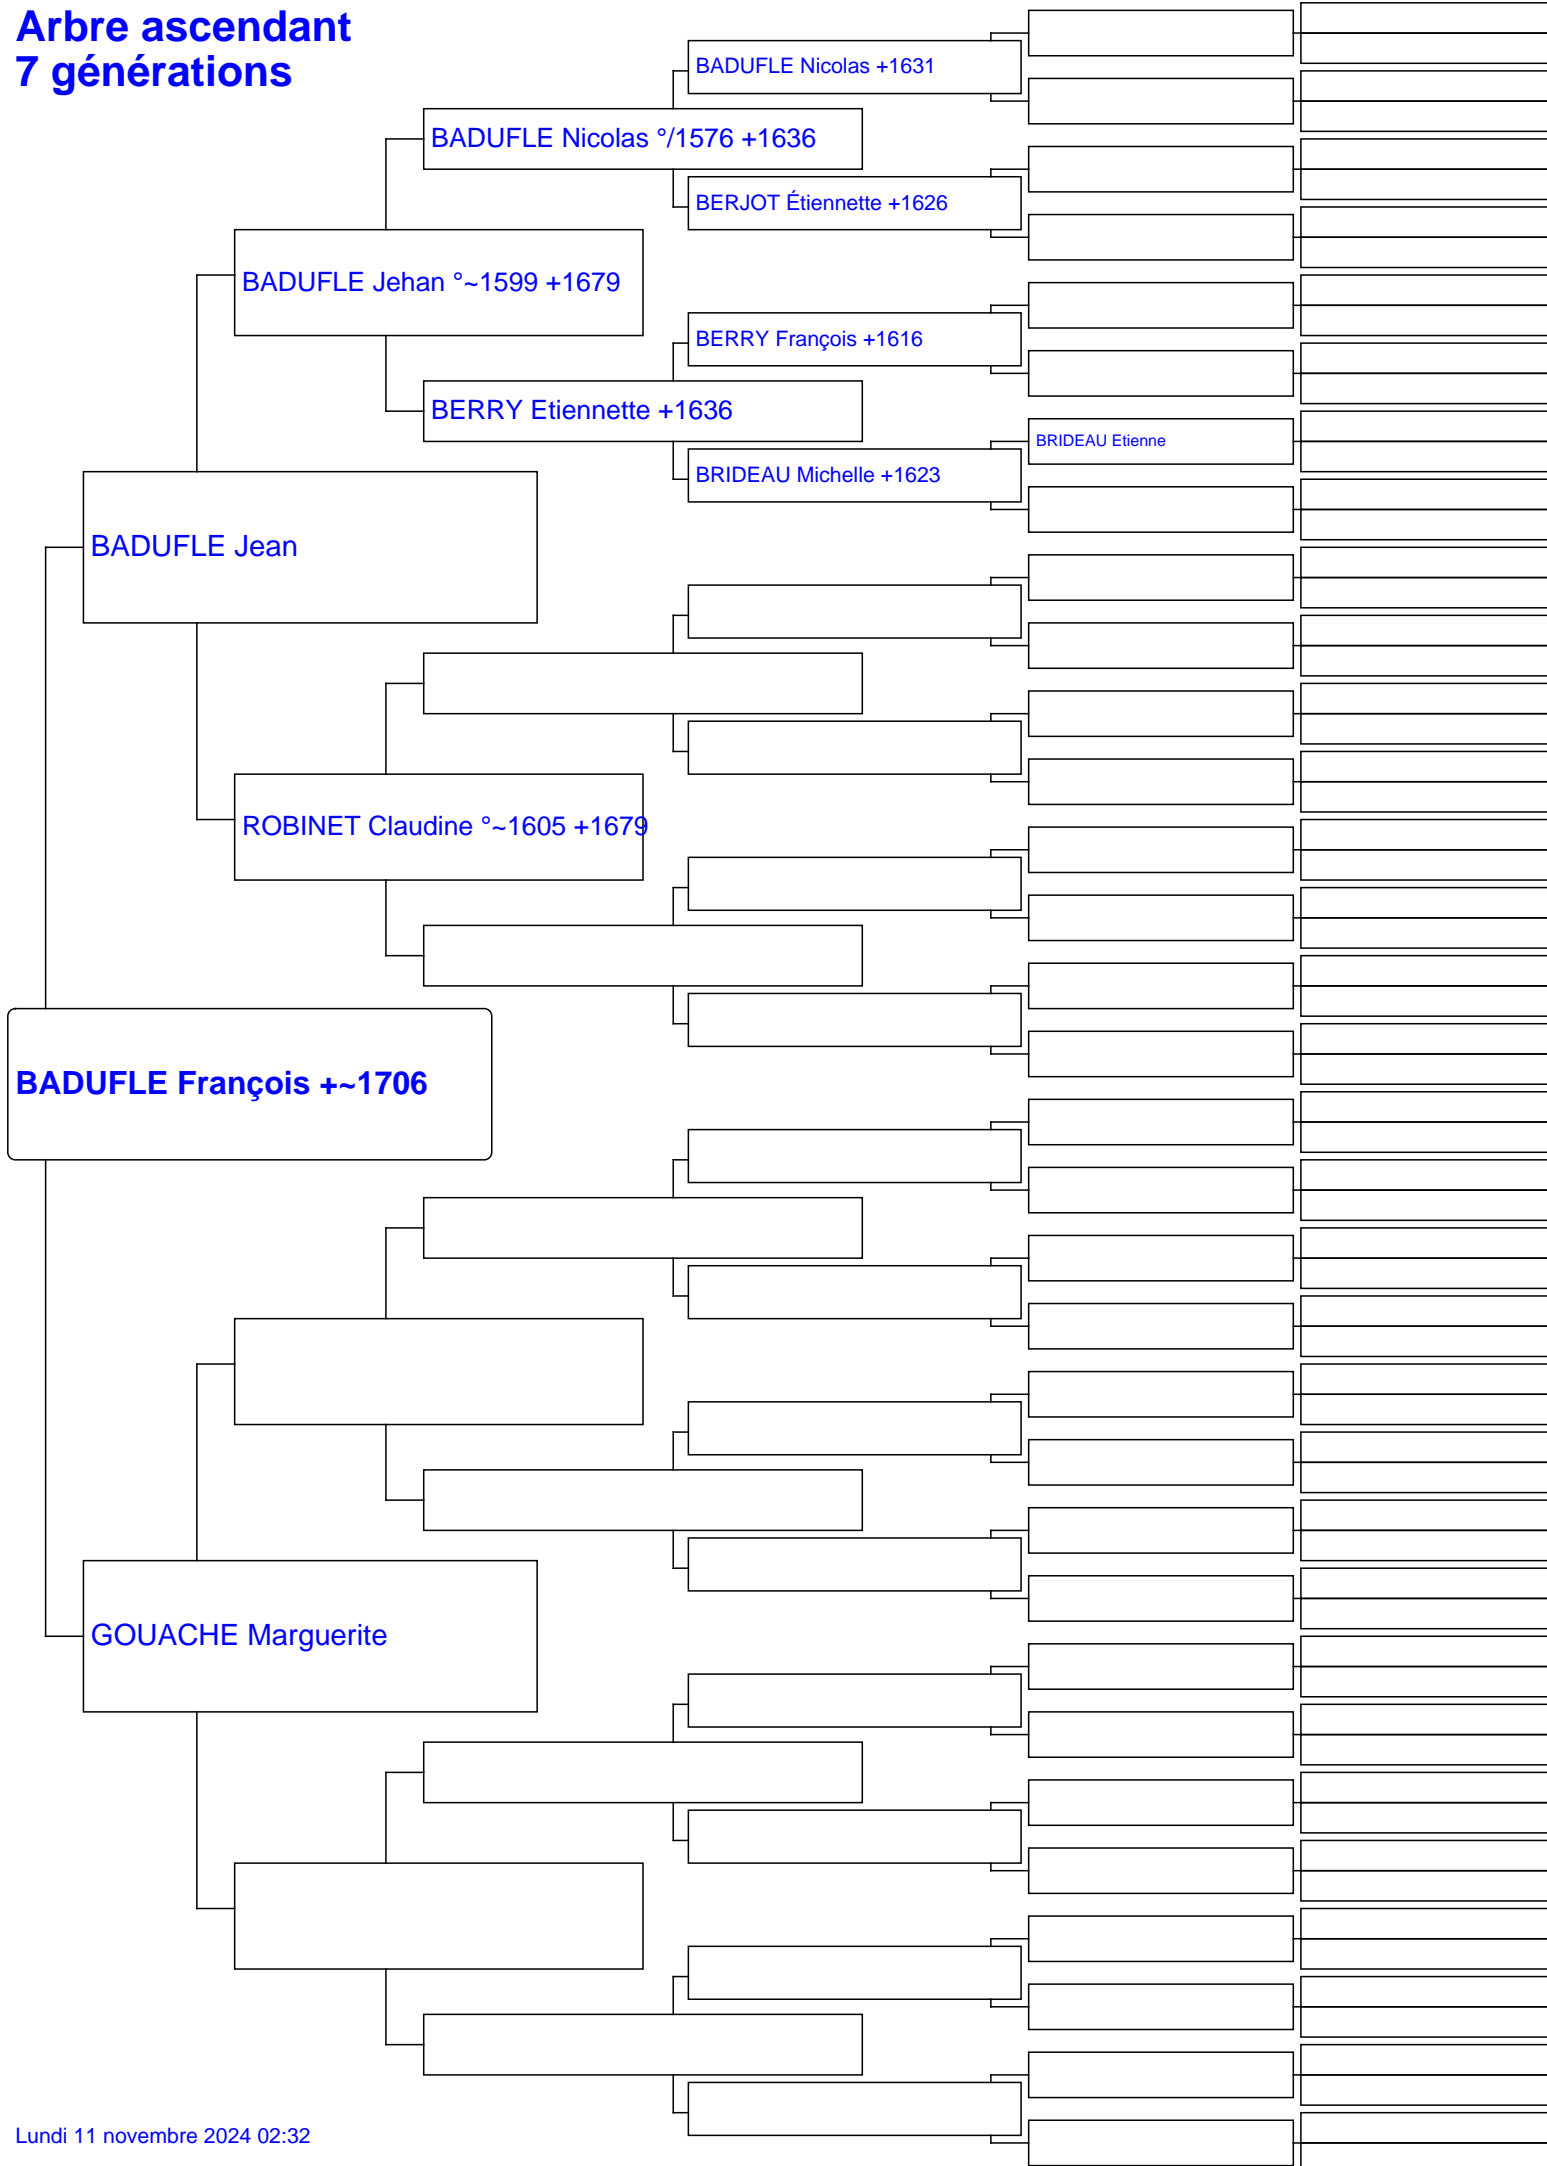 Arbre ascendant
7 générations
BADUFLE Nicolas +1631
BADUFLE Nicolas °/1576 +1636
BERJOT Étiennette +1626
BADUFLE Jehan °~1599 +1679
BERRY François +1616
BERRY Etiennette +1636
BRIDEAU Etienne
BRIDEAU Michelle +1623
BADUFLE Jean
ROBINET Claudine °~1605 +1679
BADUFLE François +~1706
GOUACHE Marguerite
Lundi 11 novembre 2024 02:32